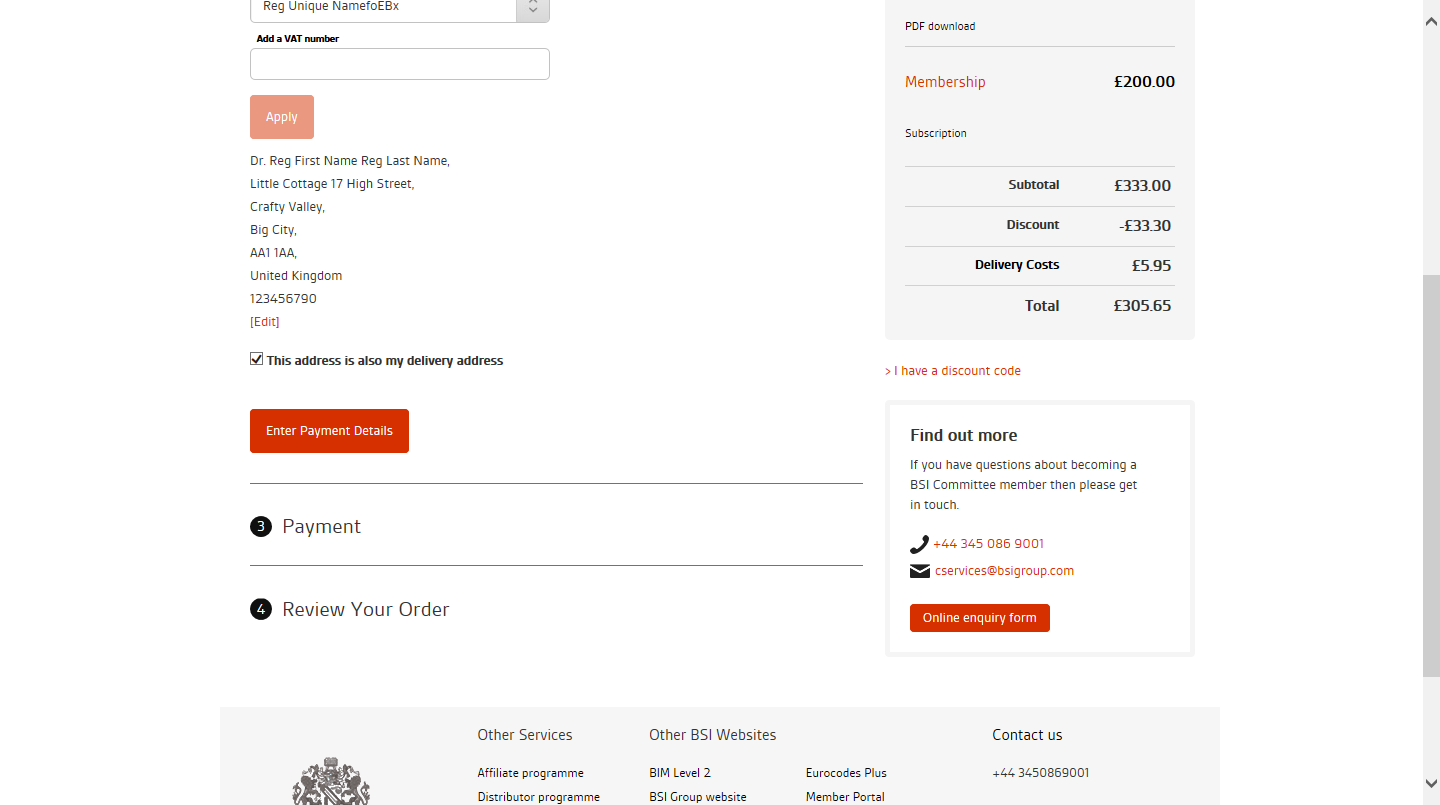 Reg Unique NamefoEBx
Add a VAT number
Apply
Dr. Reg First Name Reg Last Name,
Little Cottage 17 High Street,
Crafty Valley,
Big City,
AA1 1AA,
United Kingdom
123456790
[Edit]
This address is also my delivery address
Enter Payment Details
3 Payment
4 Review Your Order
PDF download
Membership £200.00
Subscription
Subtotal £333.00
Discount -£33.30
Delivery Costs £5.95
Total £305.65
> I have a discount code
Find out more
If you have questions about becoming a
BSI Committee member then please get
in touch.
+44 345 086 9001
cservices@bsigroup.com
Online enquiry form
Other Services
Affiliate programme
Distributor programme
Other BSI Websites
BIM Level 2
BSI Group website
Eurocodes Plus
Member Portal
Contact us
+44 3450869001